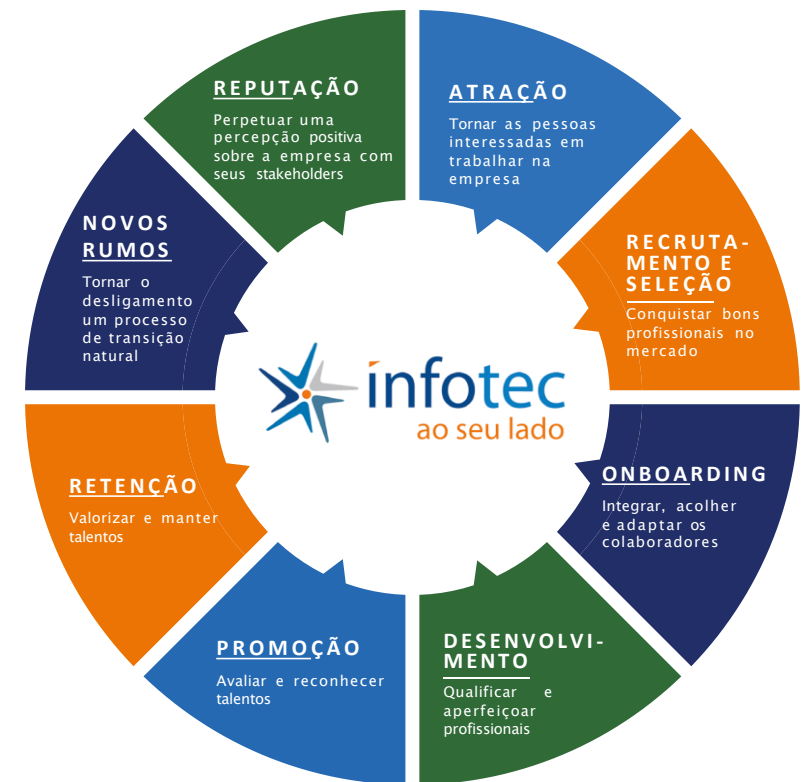 REPUTAÇÃO
Perpetuar uma
percepção positiva
sobre a empresa com
seus stakeholders
ATRAÇÃO
Tornar as pessoas
interessadas em
trabalhar na
empresa
NOVOS
RUMOS
Tornar o
desligamento
um processo
de transição
natural
RECRUTA-
MENTO E
SELEÇÃO
Conquistar bons
profissionais no
mercado
infotec
ao seu lado
RETENÇÃO
Valorizar e manter
talentos
ONBOARDING
Integrar, acolher
e adaptar os
colaboradores
PROMOÇÃO
Avaliar e reconhecer
talentos
DESENVOLVI-
MENTO
Qualificar e
aperfeiçoar
profissionais